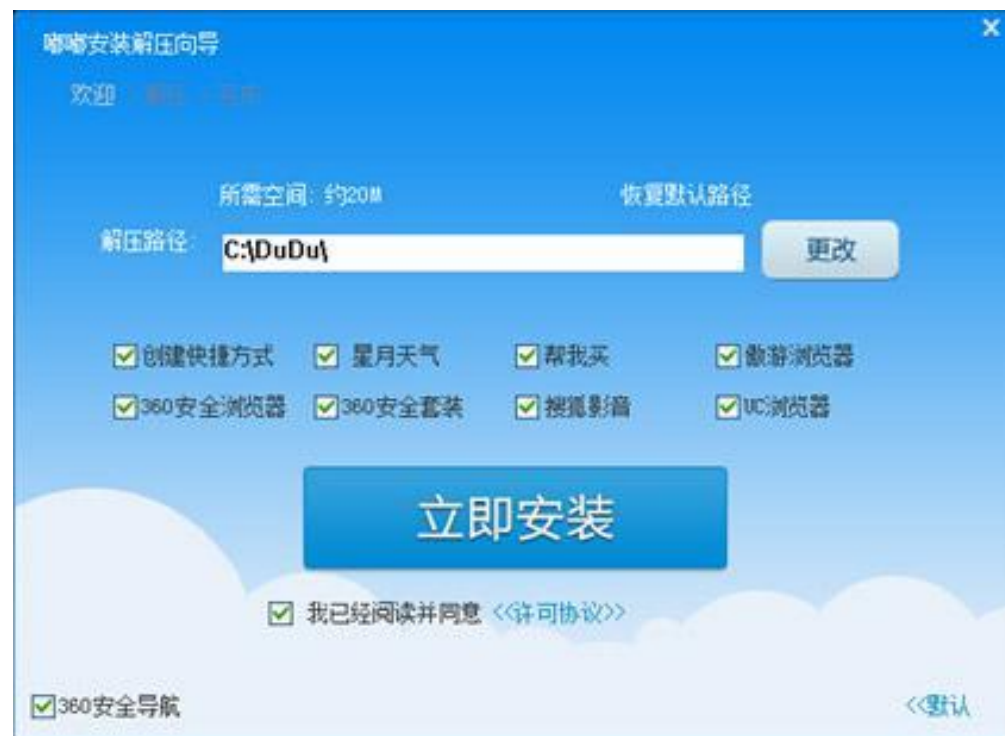 嘟嘟安装解压向导
欢迎
所需空间: 约20M 恢复默认路径
解压路径: C:\DuDu\ 更改
创建快捷方式 星月天气 帮我买 傲游浏览器
360安全浏览器 360安全套装 搜狐影音 UC浏览器
立即安装
我已经阅读并同意 <<许可协议>>
360安全导航 <<默认